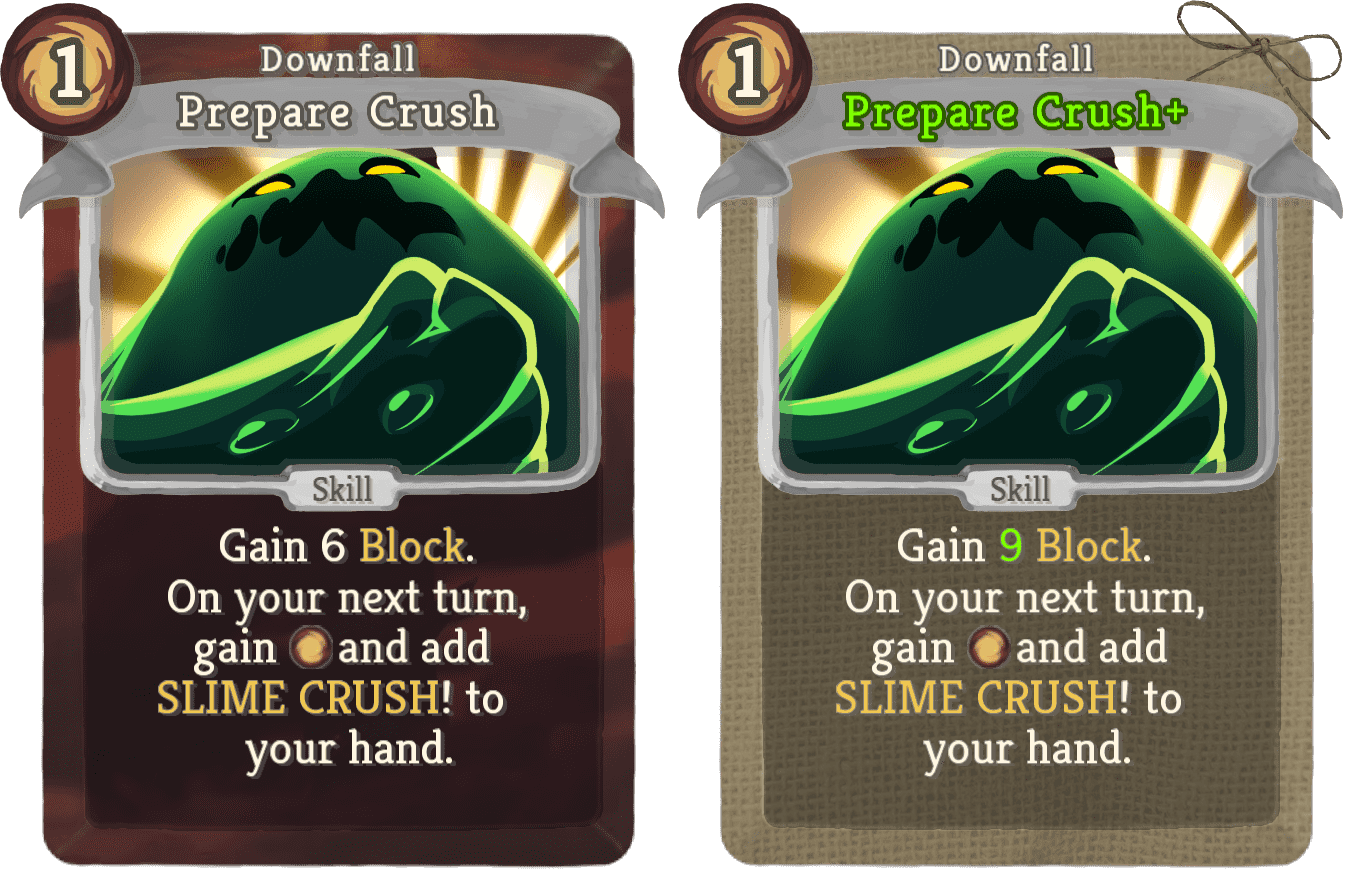 1
Downfall
Prepare Crush
Skill
Gain 6 Block.
On your next turn,
gain and add
SLIME CRUSH! to
your hand.
1
Downfall
Prepare Crush+
Skill
Gain 9 Block.
On your next turn,
gain and add
SLIME CRUSH! to
your hand.